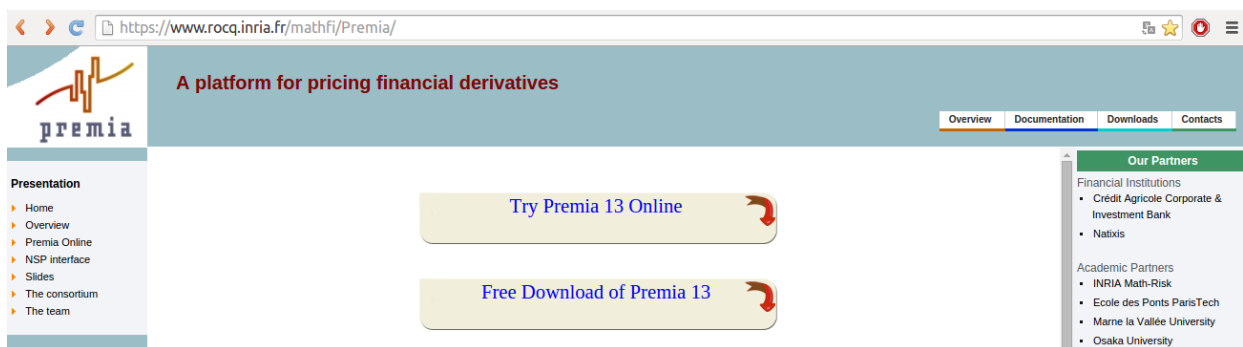 https://www.rocq.inria.fr/mathfi/Premia/
premia
A platform for pricing financial derivatives
Overview Documentation Downloads Contacts
Presentation
Home
Overview
Premia Online
NSP interface
Slides
The consortium
The team
Try Premia 13 Online
Free Download of Premia 13
Our Partners
Financial Institutions
Crédit Agricole Corporate &
Investment Bank
Natixis
Academic Partners
INRIA Math-Risk
Ecole des Ponts ParisTech
Marne la Vallée University
Osaka University